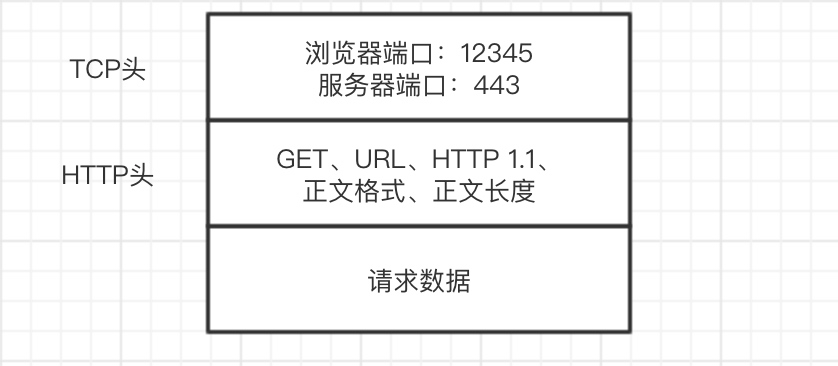 TCP头
浏览器端口：12345
服务器端口：443
HTTP头
GET、URL、HTTP 1.1、
正文格式、正文长度
请求数据